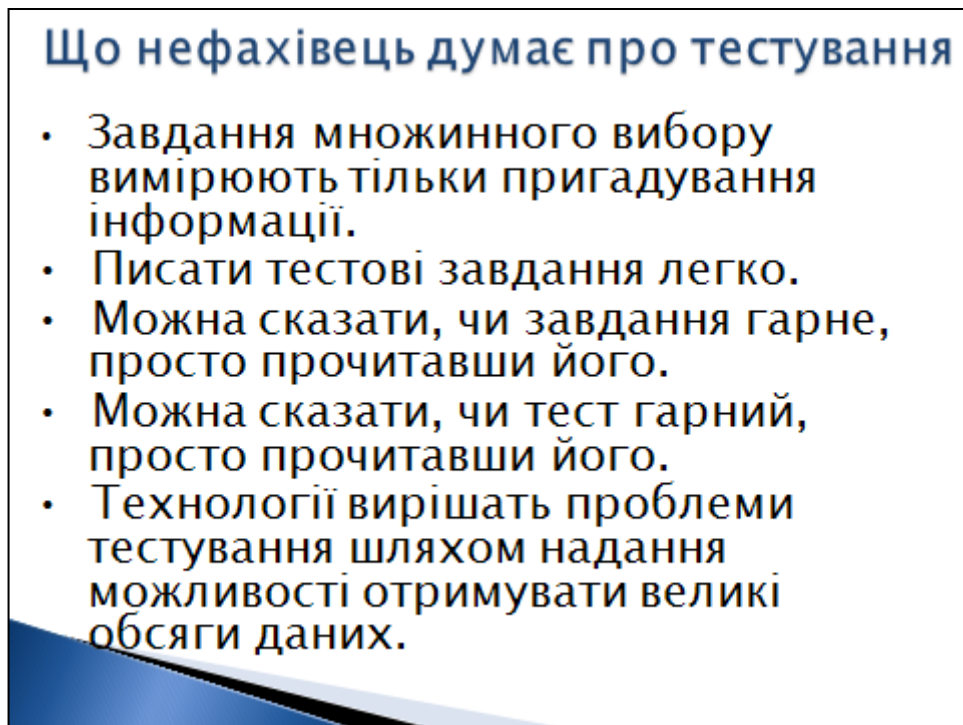 Що нефахівець думає про тестування
• Завдання множинного вибору
вимірюють тільки пригадування
інформації.
• Писати тестові завдання легко.
• Можна сказати, чи завдання гарне,
просто прочитавши його.
• Можна сказати, чи тест гарний,
просто прочитавши його.
• Технології вирішать проблеми
тестування шляхом надання
можливості отримувати великі
обсяги даних.